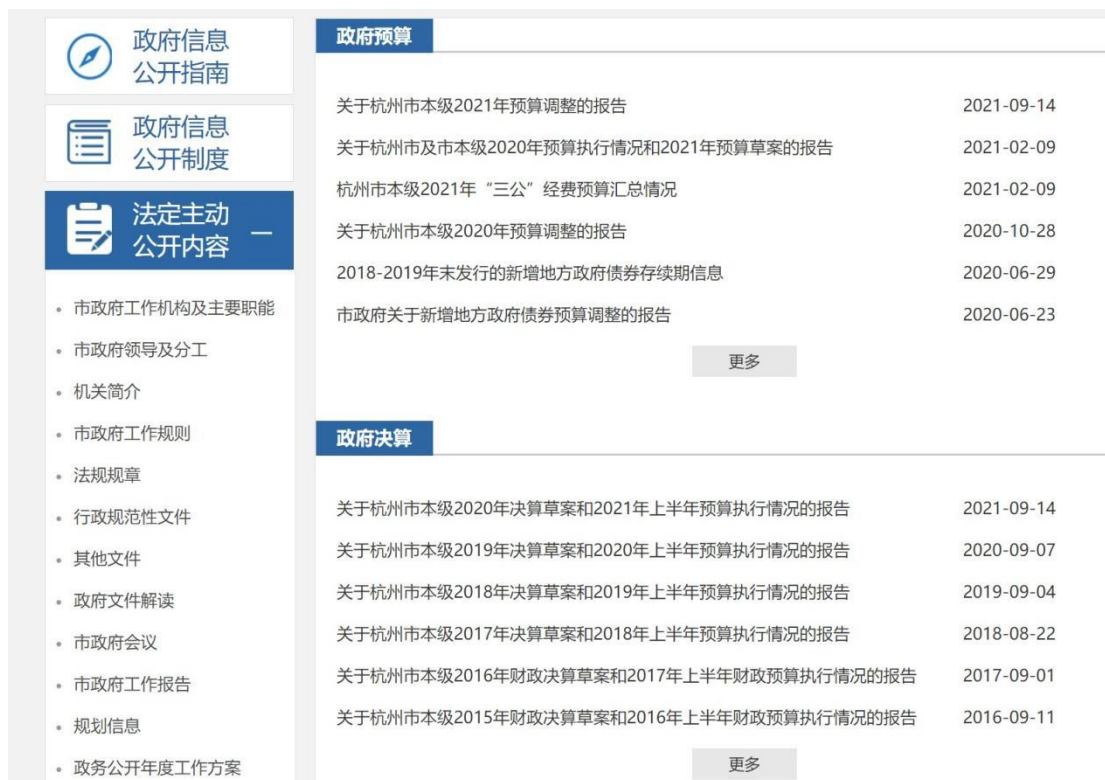 政府信息
公开指南
政府信息
公开制度
法定主动
公开内容
市政府工作机构及主要职能
市政府领导及分工
机关简介
市政府工作规则
法规规章
行政规范性文件
其他文件
政府文件解读
市政府会议
市政府工作报告
规划信息
政务公开年度工作方案
政府预算
关于杭州市本级2021年预算调整的报告 2021-09-14
关于杭州市及市本级2020年预算执行情况和2021年预算草案的报告 2021-02-09
杭州市本级2021年“三公”经费预算汇总情况 2021-02-09
关于杭州市本级2020年预算调整的报告 2020-10-28
2018-2019年末发行的新增地方政府债券存续期信息 2020-06-29
市政府关于新增地方政府债券预算调整的报告 2020-06-23
更多
政府决算
关于杭州市本级2020年决算草案和2021年上半年预算执行情况的报告 2021-09-14
关于杭州市本级2019年决算草案和2020年上半年预算执行情况的报告 2020-09-07
关于杭州市本级2018年决算草案和2019年上半年预算执行情况的报告 2019-09-04
关于杭州市本级2017年决算草案和2018年上半年预算执行情况的报告 2018-08-22
关于杭州市本级2016年财政决算草案和2017年上半年财政预算执行情况的报告 2017-09-01
关于杭州市本级2015年财政决算草案和2016年上半年财政预算执行情况的报告 2016-09-11
更多